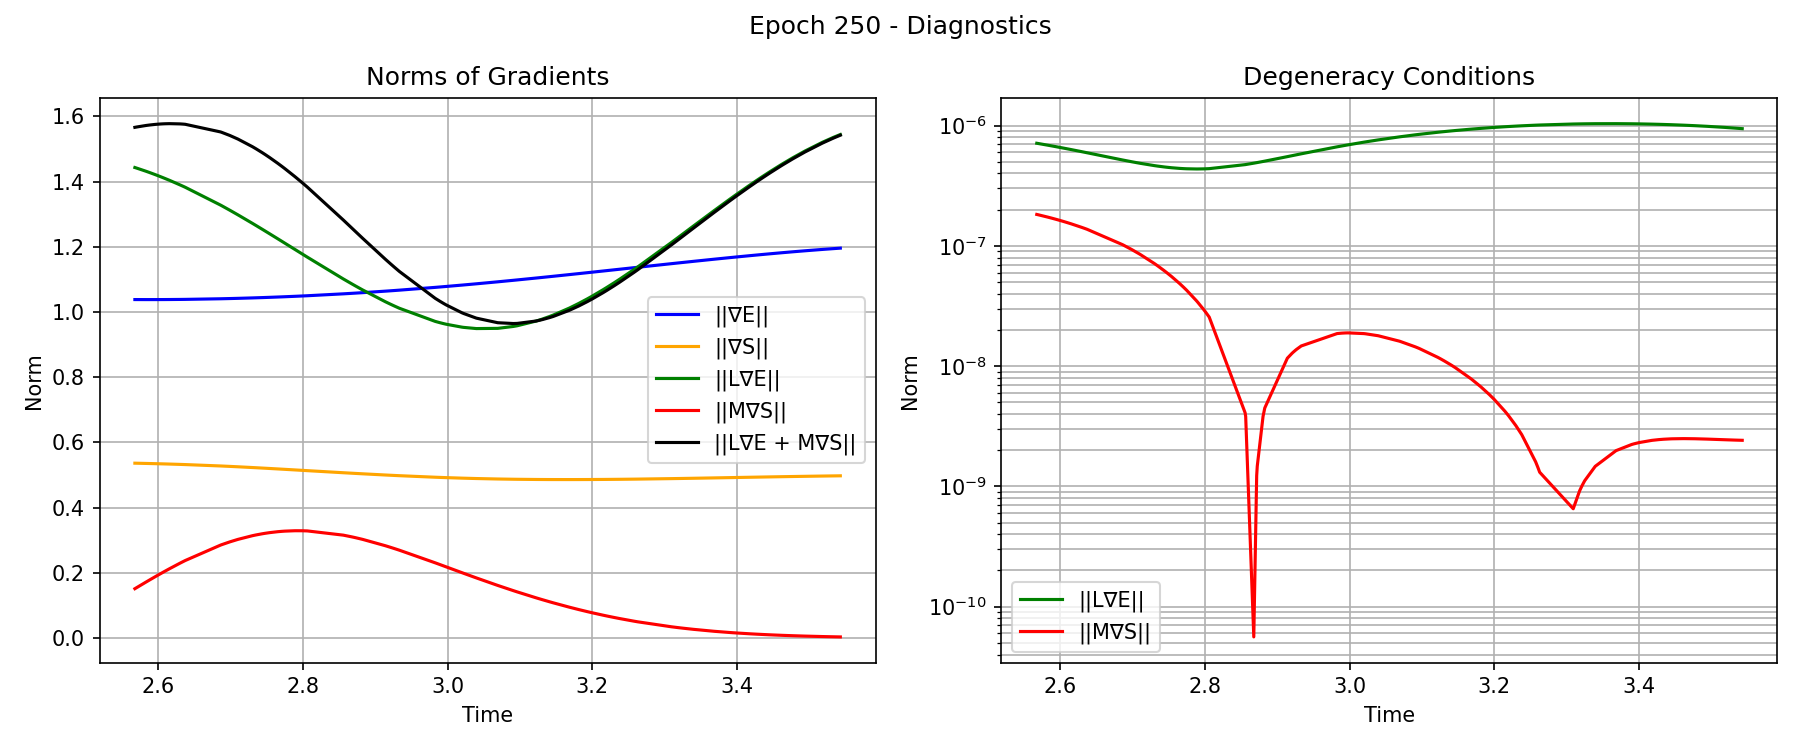 Epoch 250 - Diagnostics
Norms of Gradients
1.6
1.4
1.2
1.0
0.8
0.6
0.4
0.2
0.0
Norm
||∇E||
||∇S||
||L∇E||
||M∇S||
||L∇E + M∇S||
2.6 2.8 3.0 3.2 3.4
Time
Degeneracy Conditions
10⁻⁶
10⁻⁷
10⁻⁸
10⁻⁹
10⁻¹⁰
Norm
||L∇E||
||M∇S||
2.6 2.8 3.0 3.2 3.4
Time